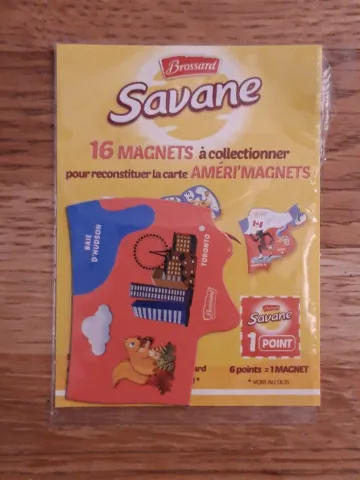 Brossard
Savane
16 MAGNETS à collectionner
pour reconstituer la carte AMÉRI'MAGNETS
BAIE
D'HUDSON
TORONTO
Brossard
Brossard
Savane
1 POINT
6 points = 1 MAGNET
* VOIR AU DOS